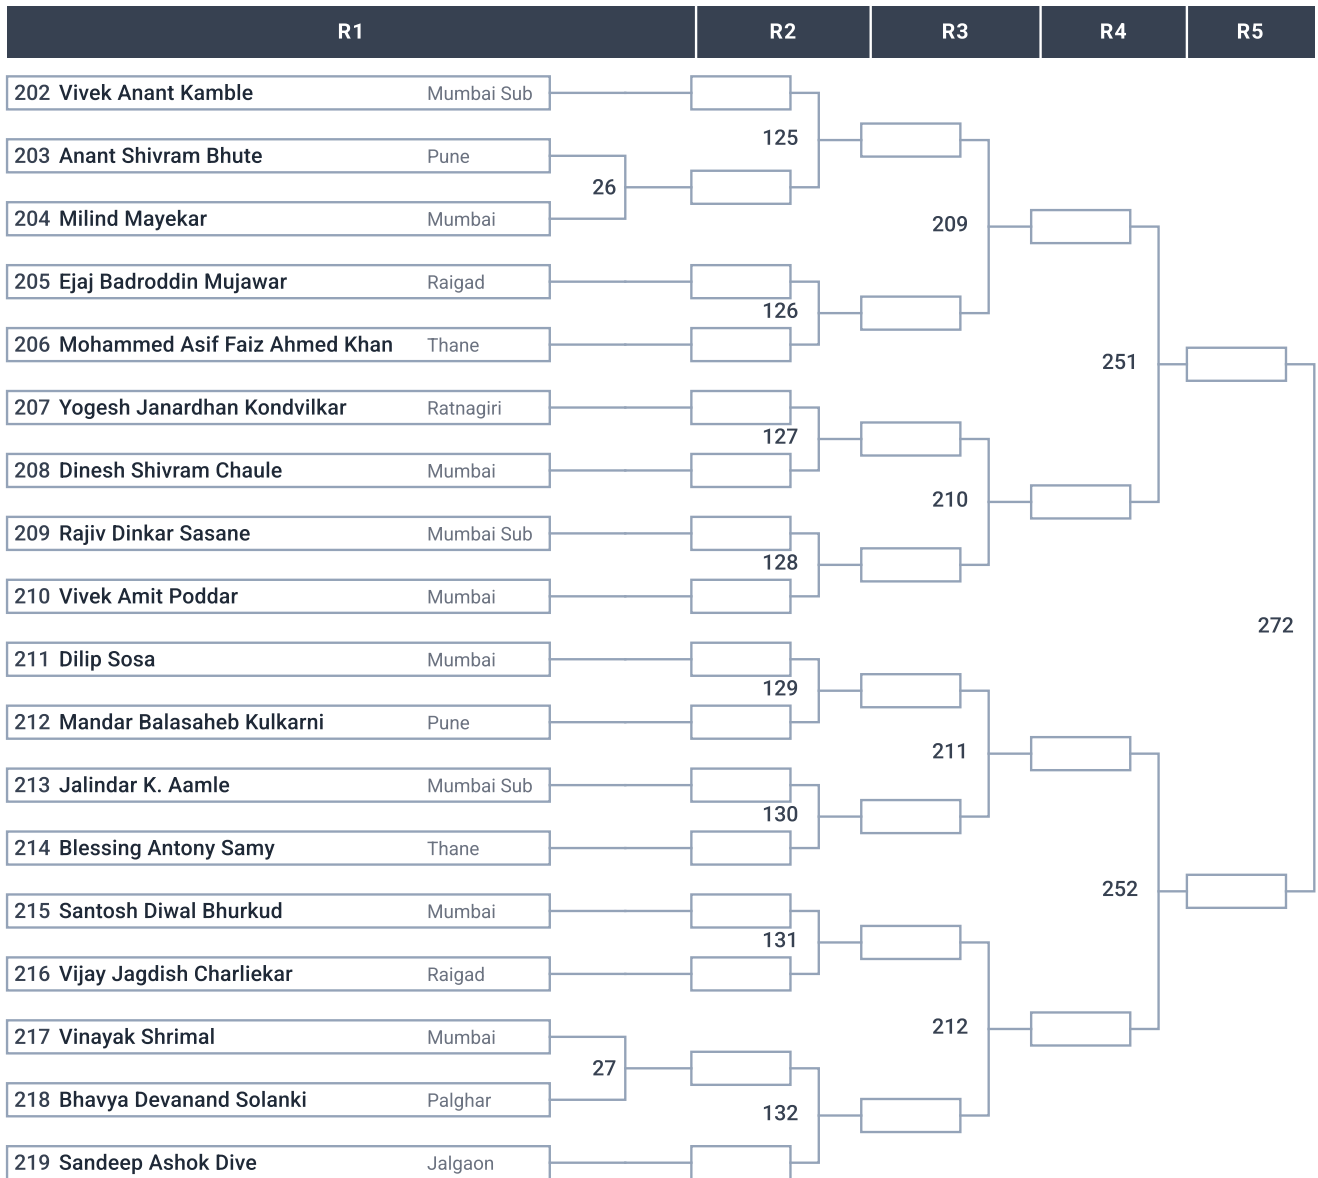 R1 R2 R3 R4 R5
202 Vivek Anant Kamble Mumbai Sub
125
203 Anant Shivram Bhute Pune
26
204 Milind Mayekar Mumbai
209
205 Ejaj Badroddin Mujawar Raigad
126
206 Mohammed Asif Faiz Ahmed Khan Thane
251
207 Yogesh Janardhan Kondvilkar Ratnagiri
127
208 Dinesh Shivram Chaule Mumbai
210
209 Rajiv Dinkar Sasane Mumbai Sub
128
210 Vivek Amit Poddar Mumbai
272
211 Dilip Sosa Mumbai
129
212 Mandar Balasaheb Kulkarni Pune
211
213 Jalindar K. Aamle Mumbai Sub
130
214 Blessing Antony Samy Thane
252
215 Santosh Diwal Bhurkud Mumbai
131
216 Vijay Jagdish Charliekar Raigad
212
217 Vinayak Shrimal Mumbai
27
218 Bhavya Devanand Solanki Palghar
132
219 Sandeep Ashok Dive Jalgaon